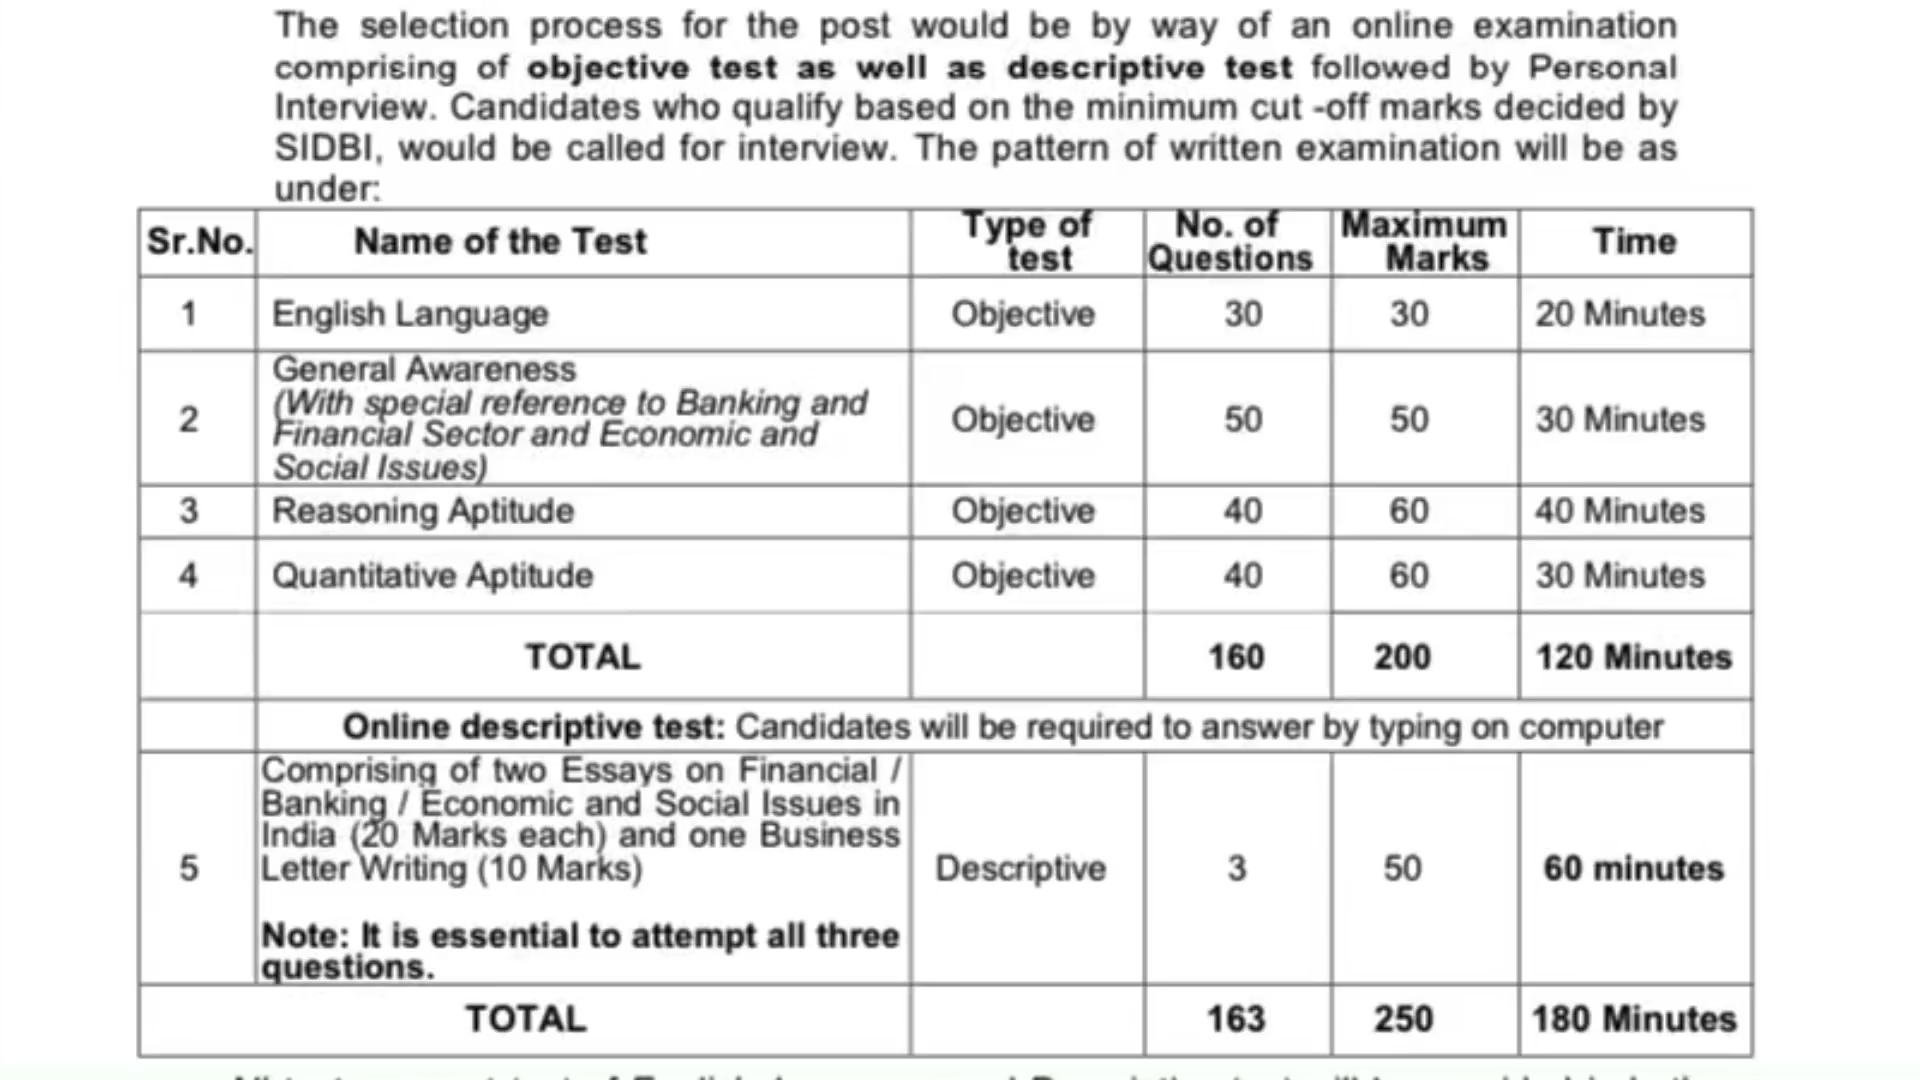 The selection process for the post would be by way of an online examination
comprising of objective test as well as descriptive test followed by Personal
Interview. Candidates who qualify based on the minimum cut -off marks decided by
SIDBI, would be called for interview. The pattern of written examination will be as
under:
Sr.No. Name of the Test Type of test No. of Questions Maximum Marks Time
1 English Language Objective 30 30 20 Minutes
General Awareness
(With special reference to Banking and
2 Financial Sector and Economic and Objective 50 50 30 Minutes
Social Issues)
3 Reasoning Aptitude Objective 40 60 40 Minutes
4 Quantitative Aptitude Objective 40 60 30 Minutes
TOTAL 160 200 120 Minutes
Online descriptive test: Candidates will be required to answer by typing on computer
Comprising of two Essays on Financial /
Banking / Economic and Social Issues in
India (20 Marks each) and one Business
5 Letter Writing (10 Marks) Descriptive 3 50 60 minutes
Note: It is essential to attempt all three
questions.
TOTAL 163 250 180 Minutes